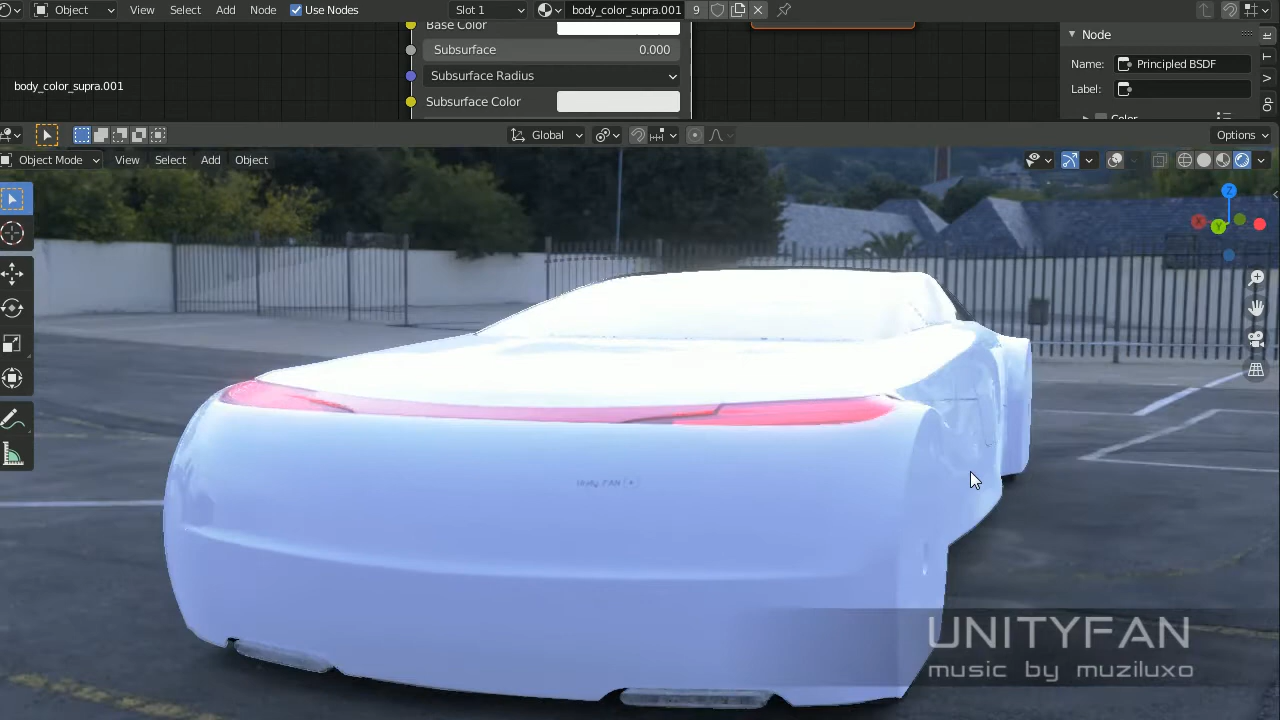 Object View Select Add Node Use Nodes Slot 1 body_color_supra.001 9
Base Color
Subsurface 0.000
Subsurface Radius
Subsurface Color
body_color_supra.001
Node
Name: Principled BSDF
Label:
Color
Global Options
Object Mode View Select Add Object
Z
X
Y
UNITYFAN
music by muziluxo